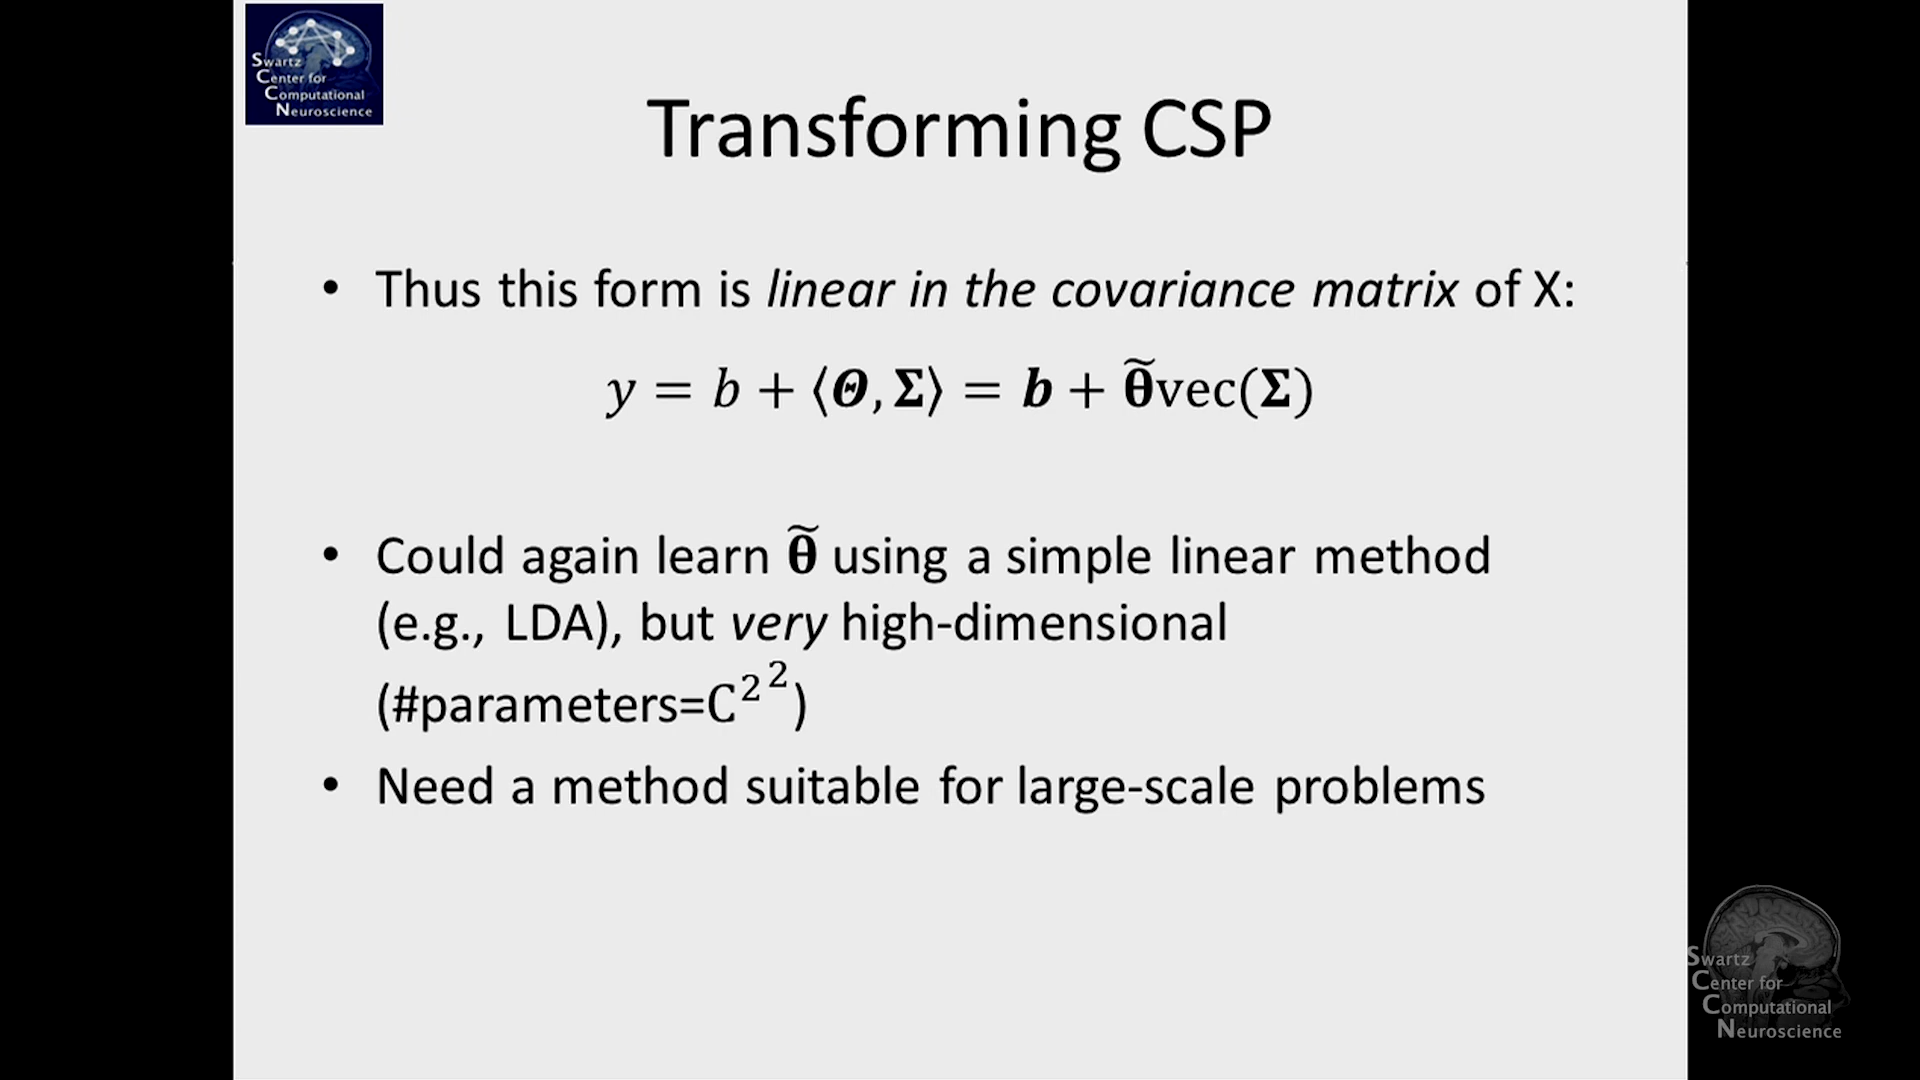 Swartz
Center for
Computational
Neuroscience
Transforming CSP
• Thus this form is linear in the covariance matrix of X:
y = b + ⟨Θ, Σ⟩ = b + θ̃vec(Σ)
• Could again learn θ̃ using a simple linear method
(e.g., LDA), but very high-dimensional
(#parameters=C²²)
• Need a method suitable for large-scale problems
Swartz
Center for
Computational
Neuroscience